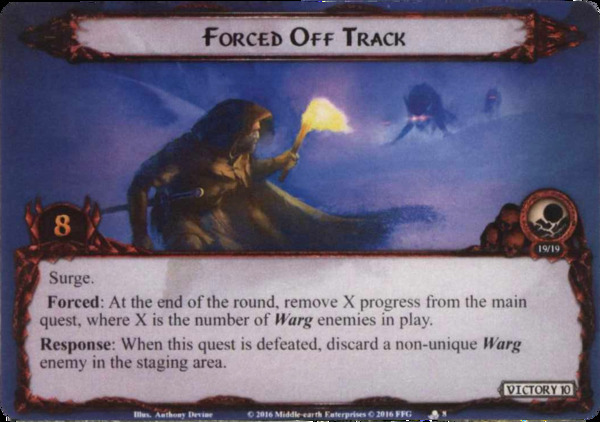 FORCED OFF TRACK
8
19/19
Surge.
Forced: At the end of the round, remove X progress from the main
quest, where X is the number of Warg enemies in play.
Response: When this quest is defeated, discard a non-unique Warg
enemy in the staging area.
VICTORY 10
Illus. Anthony Devine © 2016 Middle-earth Enterprises © 2016 FFG 8